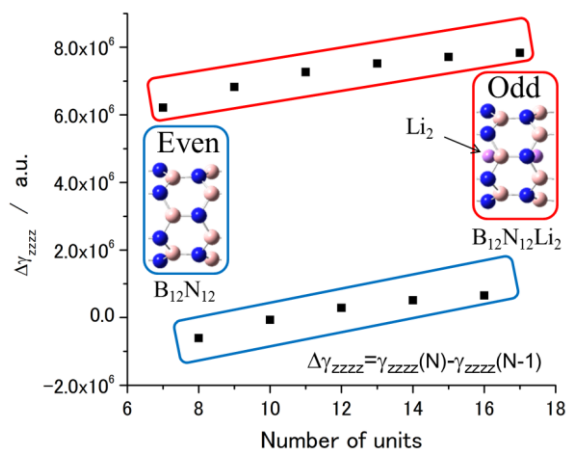 8.0x10⁶
6.0x10⁶
4.0x10⁶
2.0x10⁶
0.0
−2.0x10⁶
Δγzzzz / a.u.
6 8 10 12 14 16 18
Number of units
Even
B₁₂N₁₂
Odd
Li₂
B₁₂N₁₂Li₂
Δγzzzz=γzzzz(N)-γzzzz(N-1)